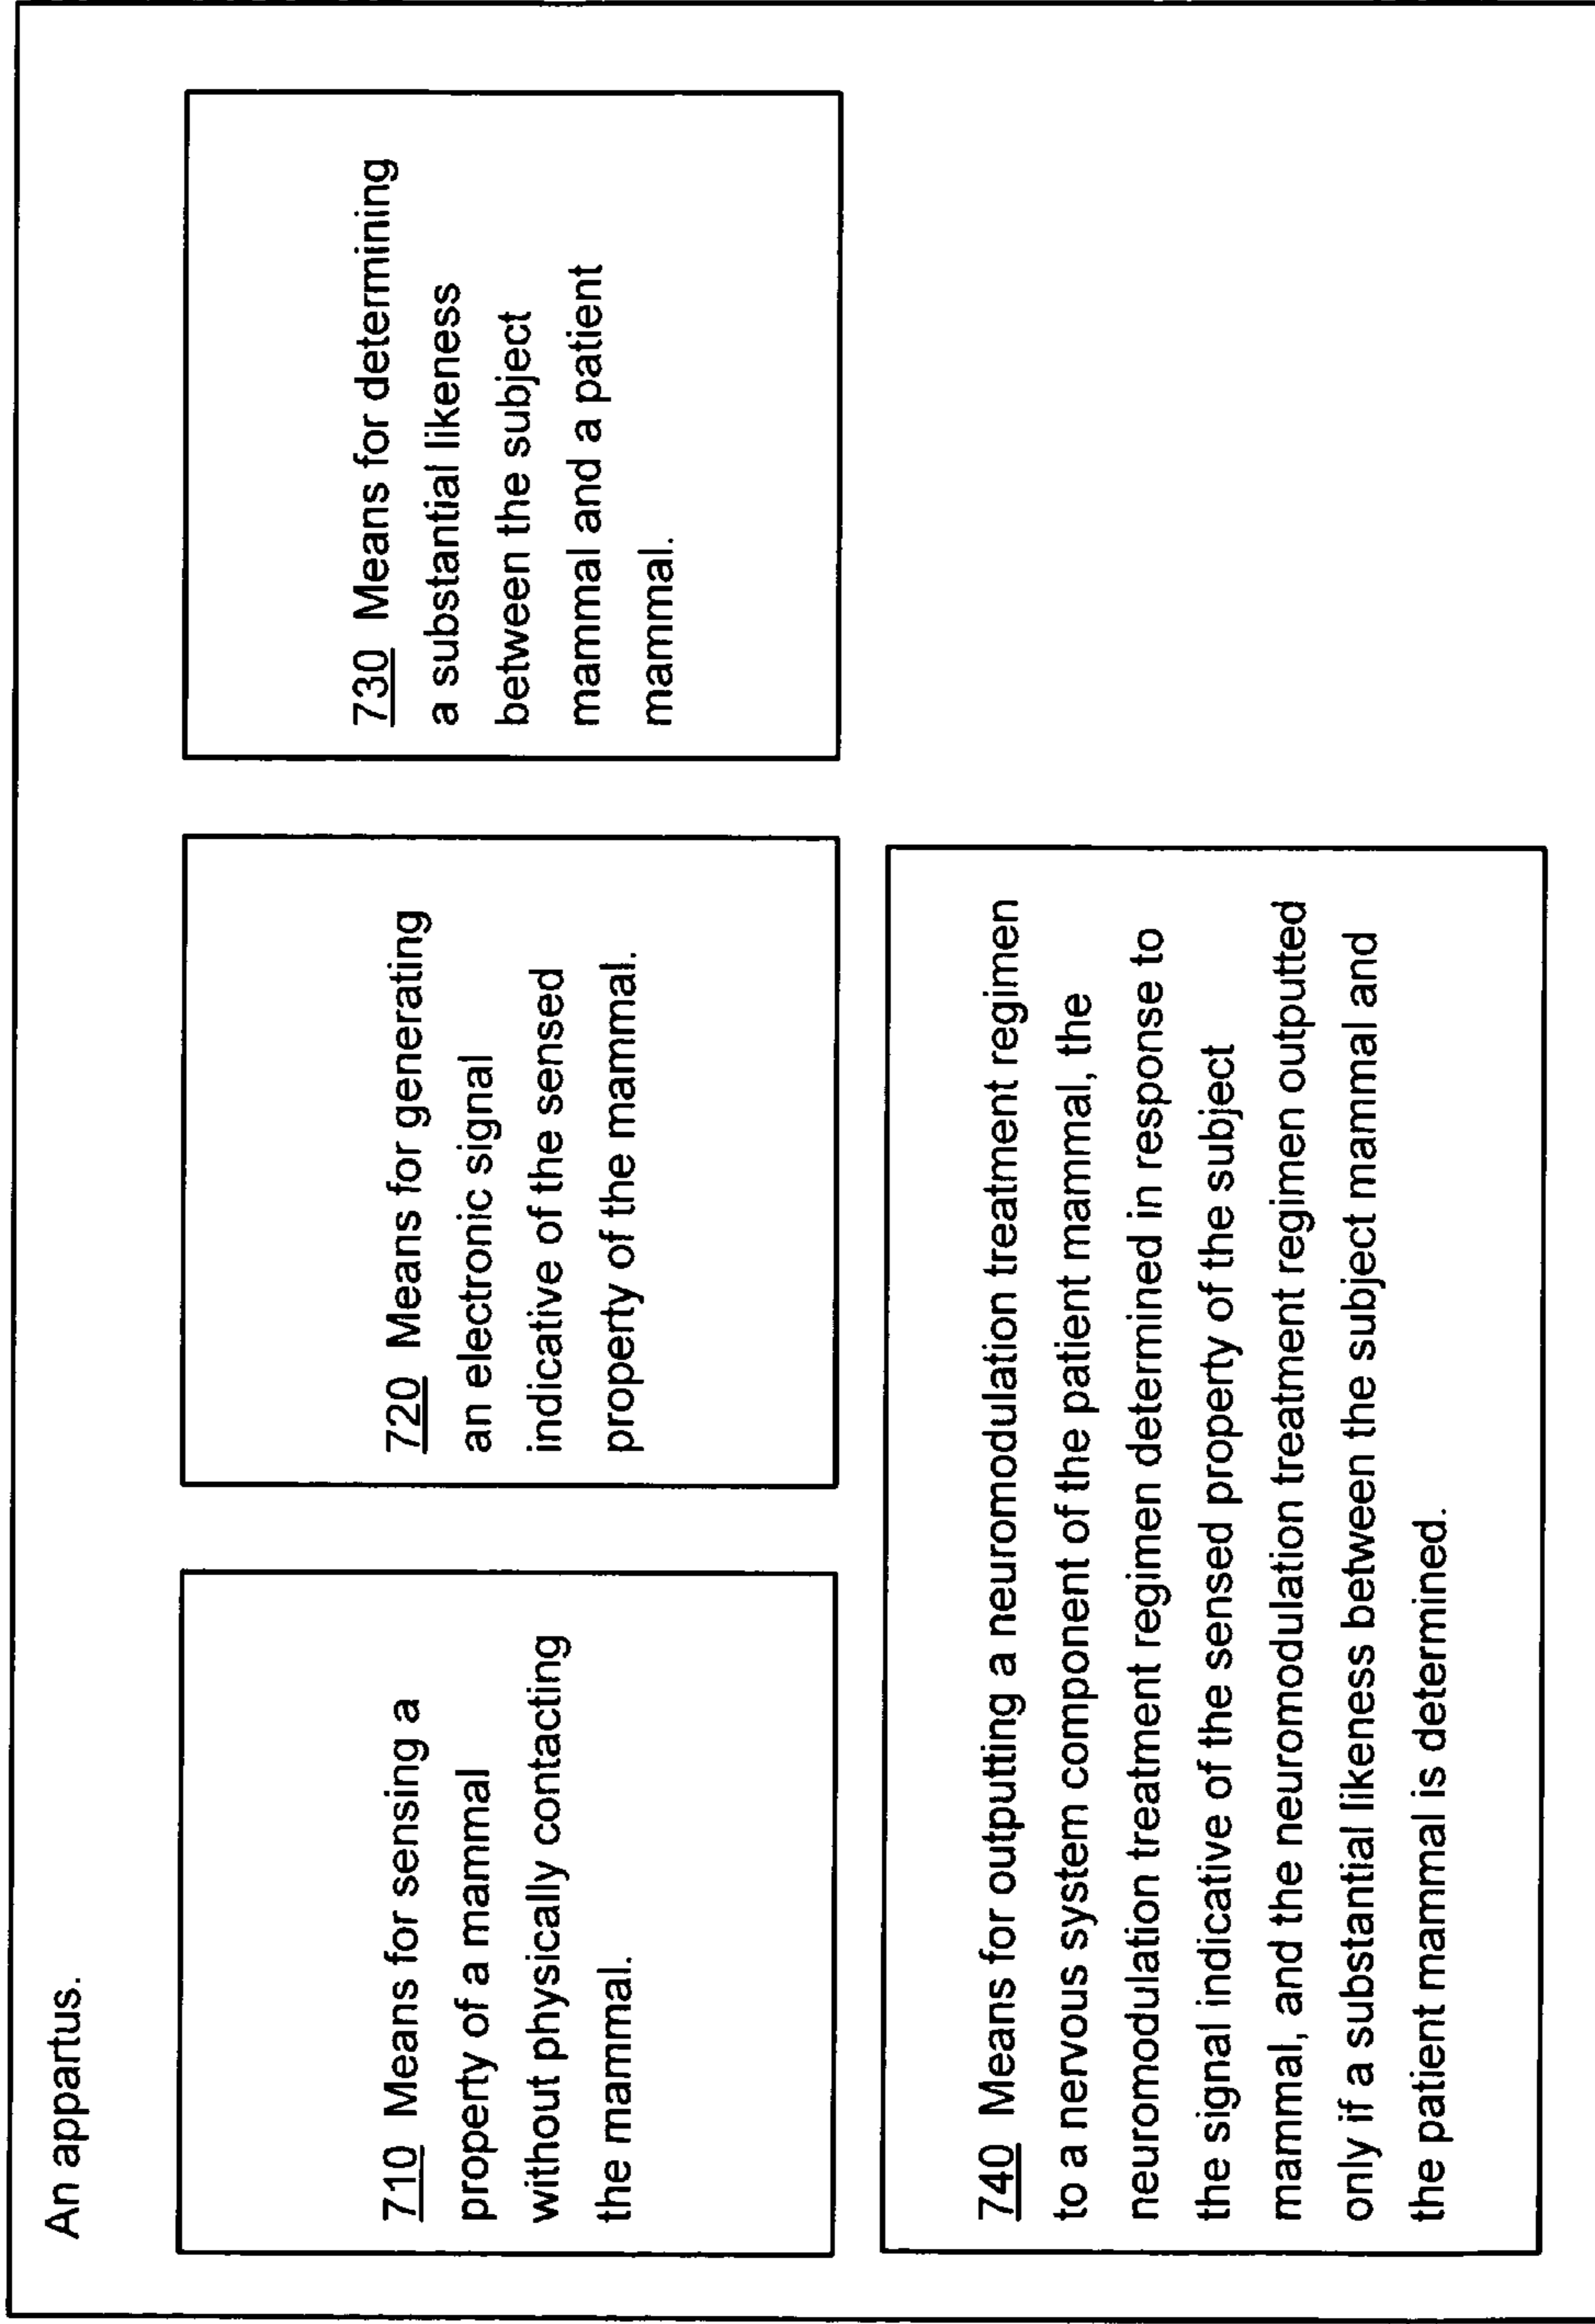 An appartus.
710 Means for sensing a
property of a mammal
without physically contacting
the mammal.
720 Means for generating
an electronic signal
indicative of the sensed
property of the mammal.
730 Means for determining
a substantial likeness
between the subject
mammal and a patient
mammal.
740 Means for outputting a neuromodulation treatment regimen
to a nervous system component of the patient mammal, the
neuromodulation treatment regimen determined in response to
the signal indicative of the sensed property of the subject
mammal, and the neuromodulation treatment regimen outputted
only if a substantial likeness between the subject mammal and
the patient mammal is determined.